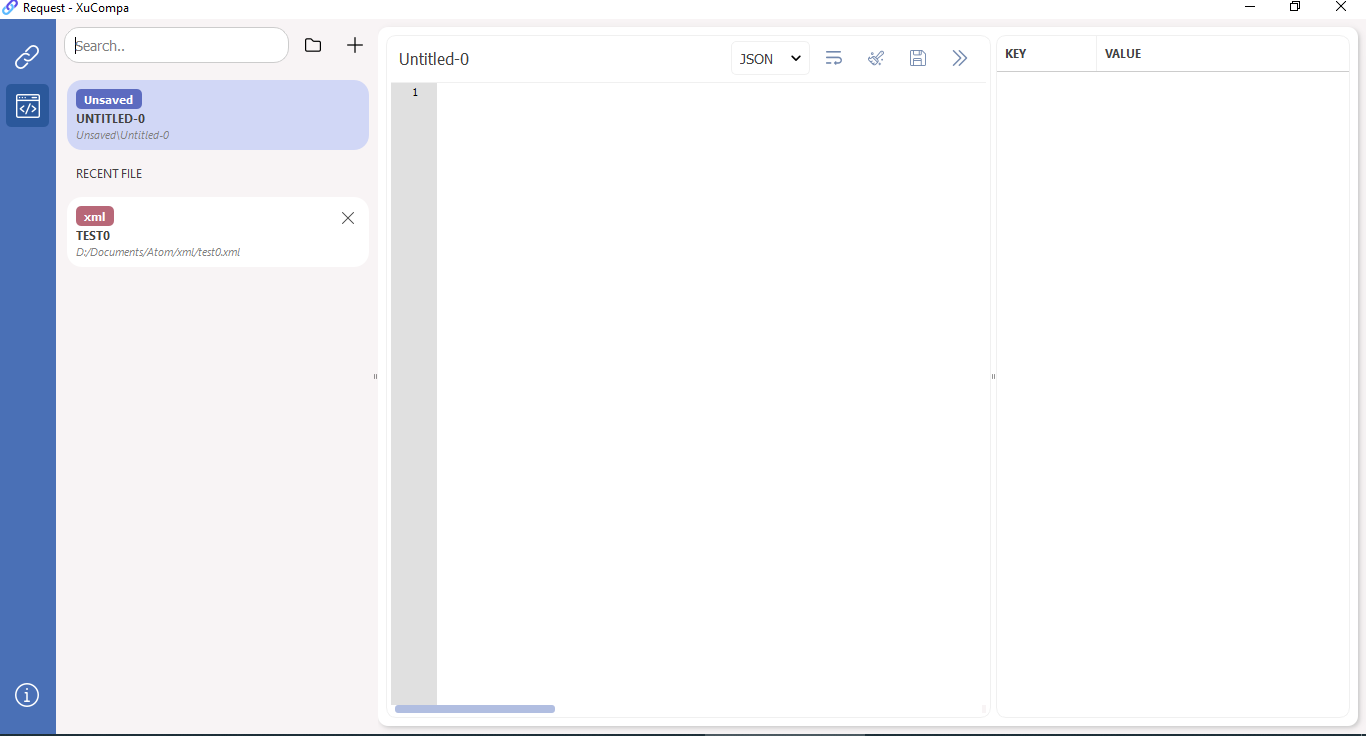 Request - XuCompa
Search..
Unsaved
UNTITLED-0
Unsaved\Untitled-0
RECENT FILE
xml
TEST0
D:/Documents/Atom/xml/test0.xml
Untitled-0
JSON
1
KEY
VALUE